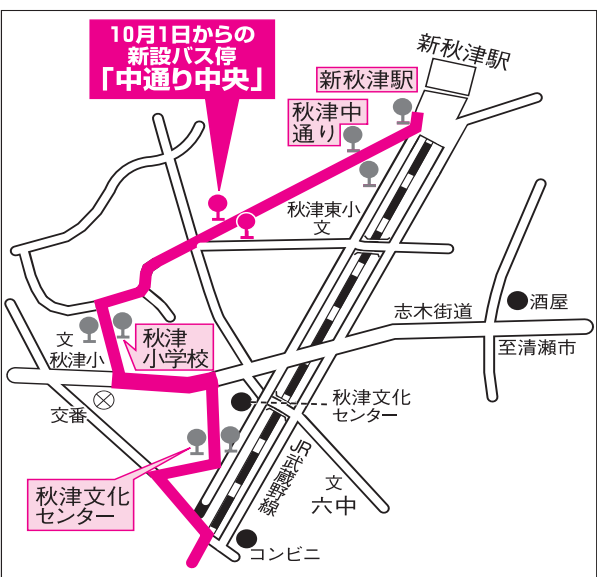 10月1日からの
新設バス停
「中通り中央」
新秋津駅
新秋津駅
秋津中
通り
秋津東小
文
志木街道
酒屋
至清瀬市
文
秋津小
秋津
小学校
交番
秋津文化
センター
秋津文化
センター
JR武蔵野線
文
六中
コンビニ